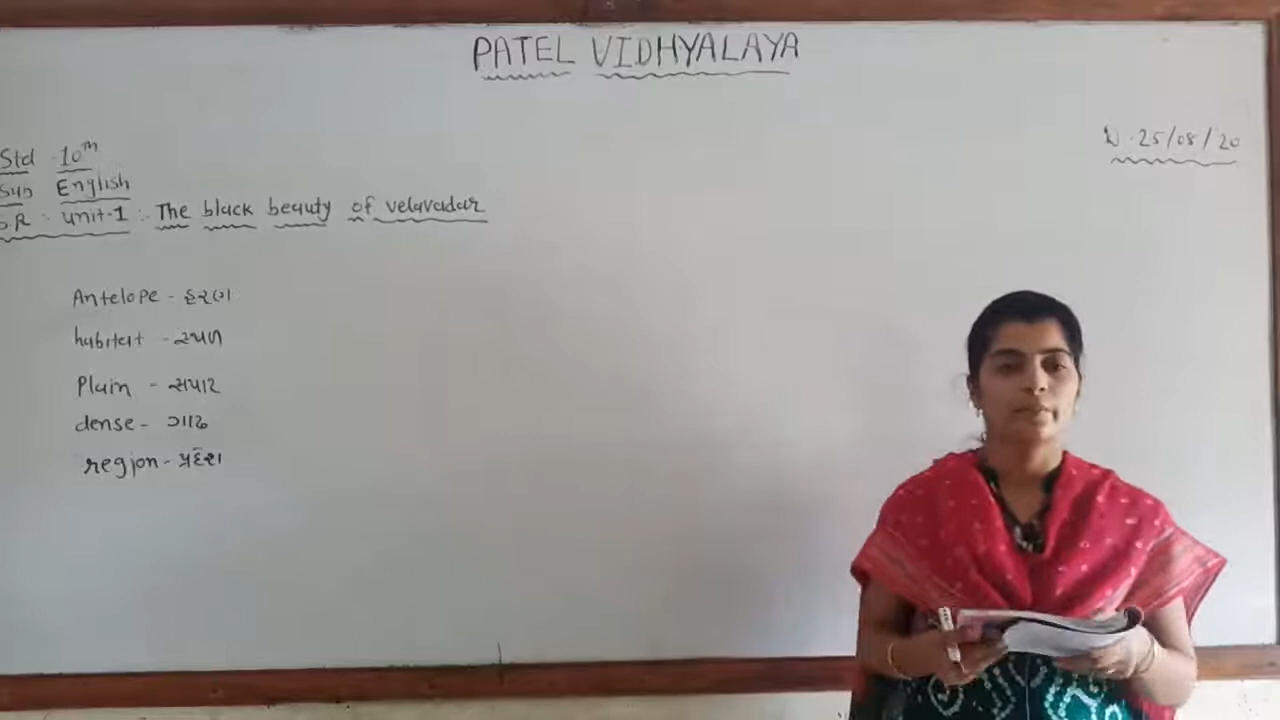 PATEL VIDHYALAYA
D. 25/08/20
Std 10th
Sub English
S.R : unit-1 : The black beauty of velavadar
Antelope - હરણ
habitat - સ્થળ
Plain - સપાટ
dense - ગાઢ
region - પ્રદેશ